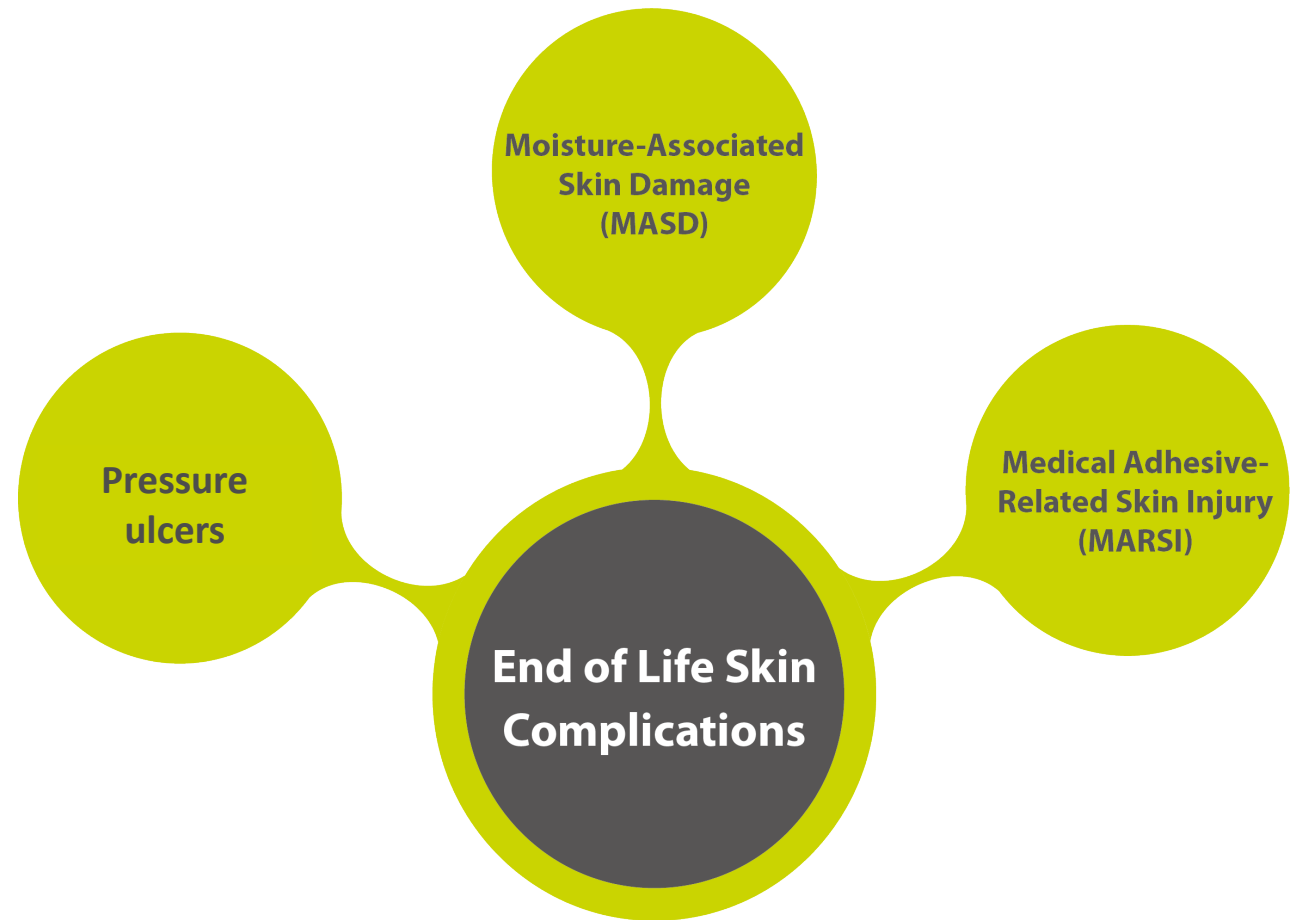 Moisture-Associated
Skin Damage
(MASD)
Pressure
ulcers
Medical Adhesive-
Related Skin Injury
(MARSI)
End of Life Skin
Complications